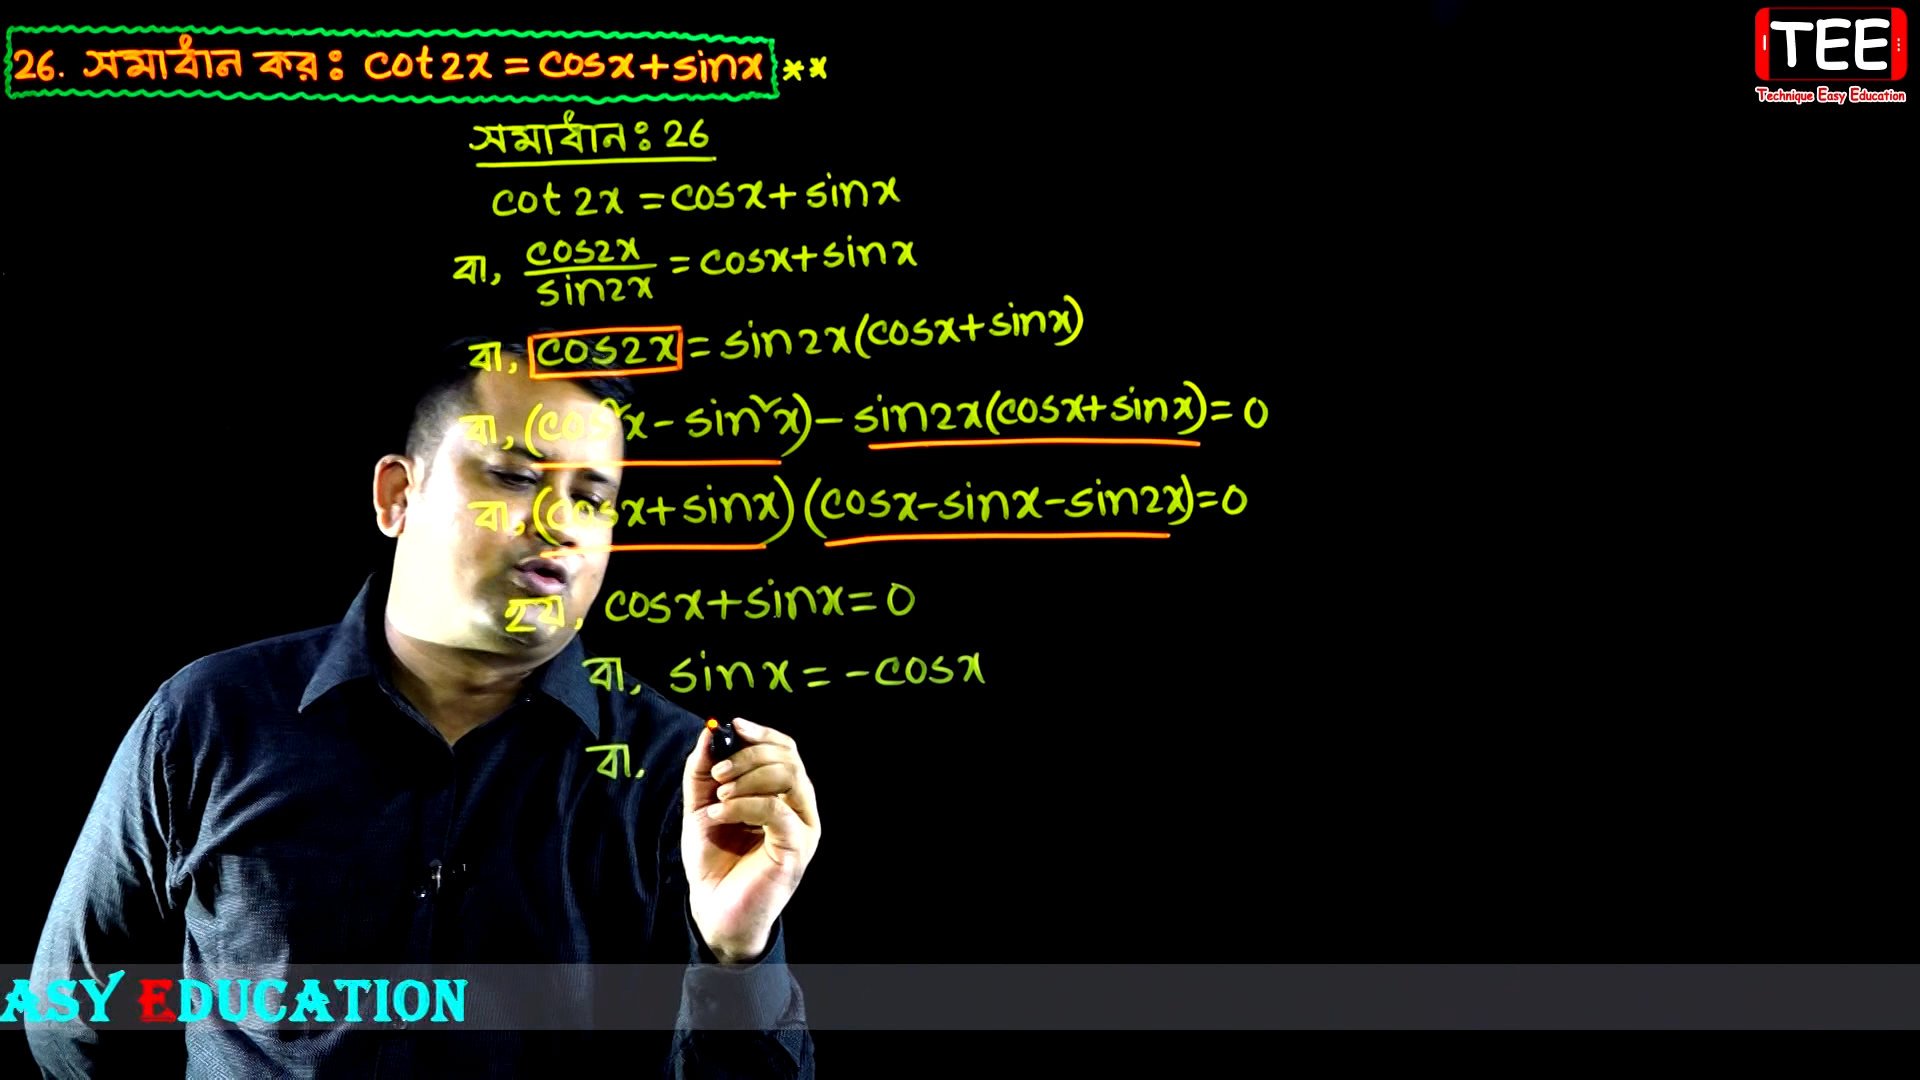 26. সমাধান কর: cot2x = cosx+sinx **
TEE
Technique Easy Education
সমাধান: 26
cot 2x = cosx+ sinx
বা, cos2x/sin2x = cosx+sinx
বা, cos2x = sin2x(cosx+sinx)
বা, (cos²x - sin²x) - sin2x(cosx+sinx) = 0
বা, (cosx+sinx) (cosx-sinx-sin2x)=0
হয়, cosx+sinx=0
বা, sinx = -cosx
বা,
ASY EDUCATION